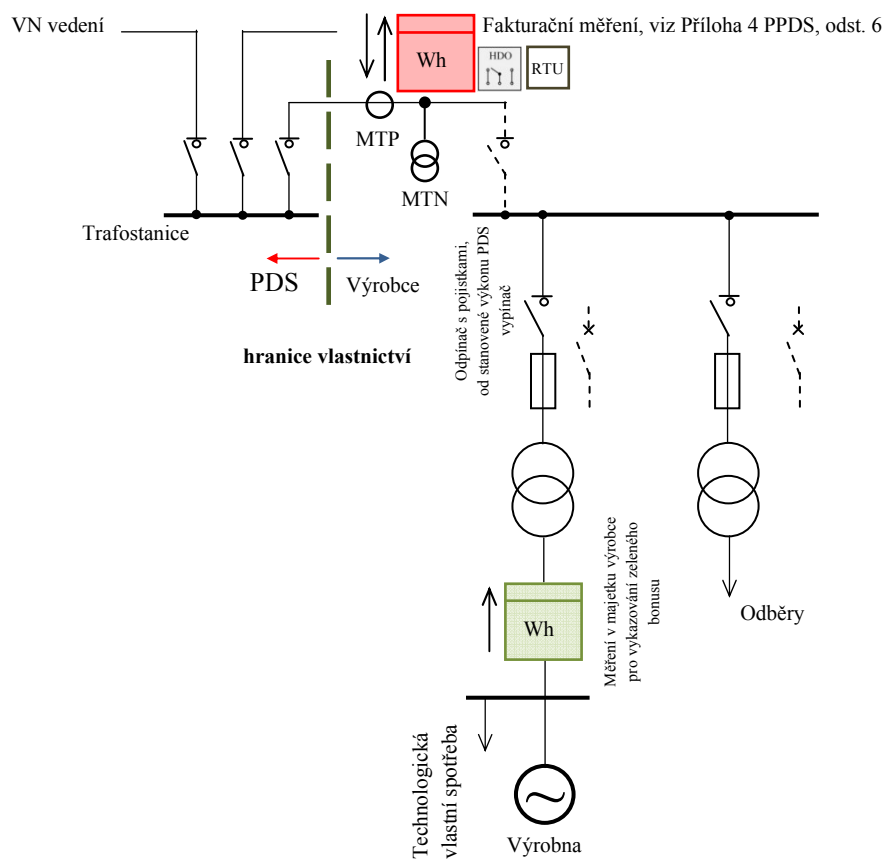 VN vedení
Fakturační měření, viz Příloha 4 PPDS, odst. 6
Wh
HDO
RTU
MTP
MTN
Trafostanice
PDS
Výrobce
hranice vlastnictví
Odpínač s pojistkami,
od stanovené výkonu PDS
vypínač
Wh
Měření v majetku výrobce
pro vykazování zeleného
bonusu
Odběry
Technologická
vlastní spotřeba
Výrobna